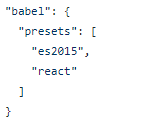 "babel": {
  "presets": [
    "es2015",
    "react"
  ]
}